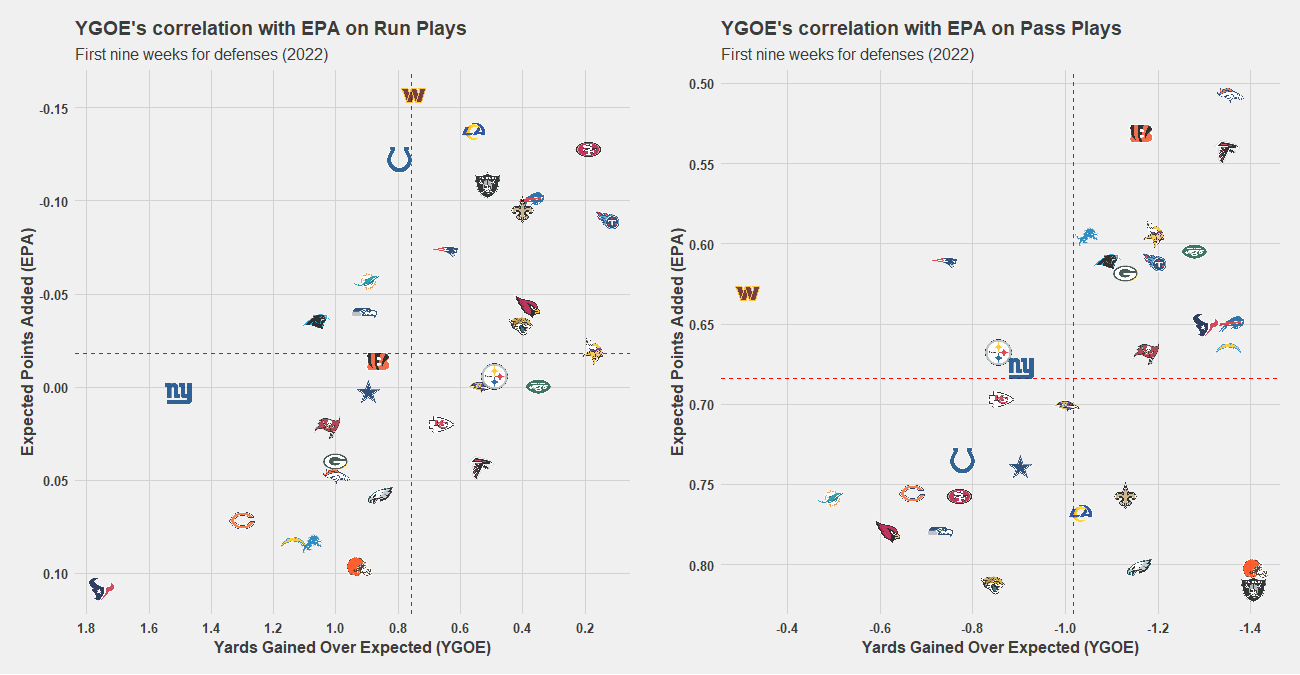 YGOE's correlation with EPA on Run Plays
First nine weeks for defenses (2022)
Expected Points Added (EPA)
-0.15
-0.10
-0.05
0.00
0.05
0.10
1.8 1.6 1.4 1.2 1.0 0.8 0.6 0.4 0.2
Yards Gained Over Expected (YGOE)
ny
YGOE's correlation with EPA on Pass Plays
First nine weeks for defenses (2022)
Expected Points Added (EPA)
0.50
0.55
0.60
0.65
0.70
0.75
0.80
-0.4 -0.6 -0.8 -1.0 -1.2 -1.4
Yards Gained Over Expected (YGOE)
ny